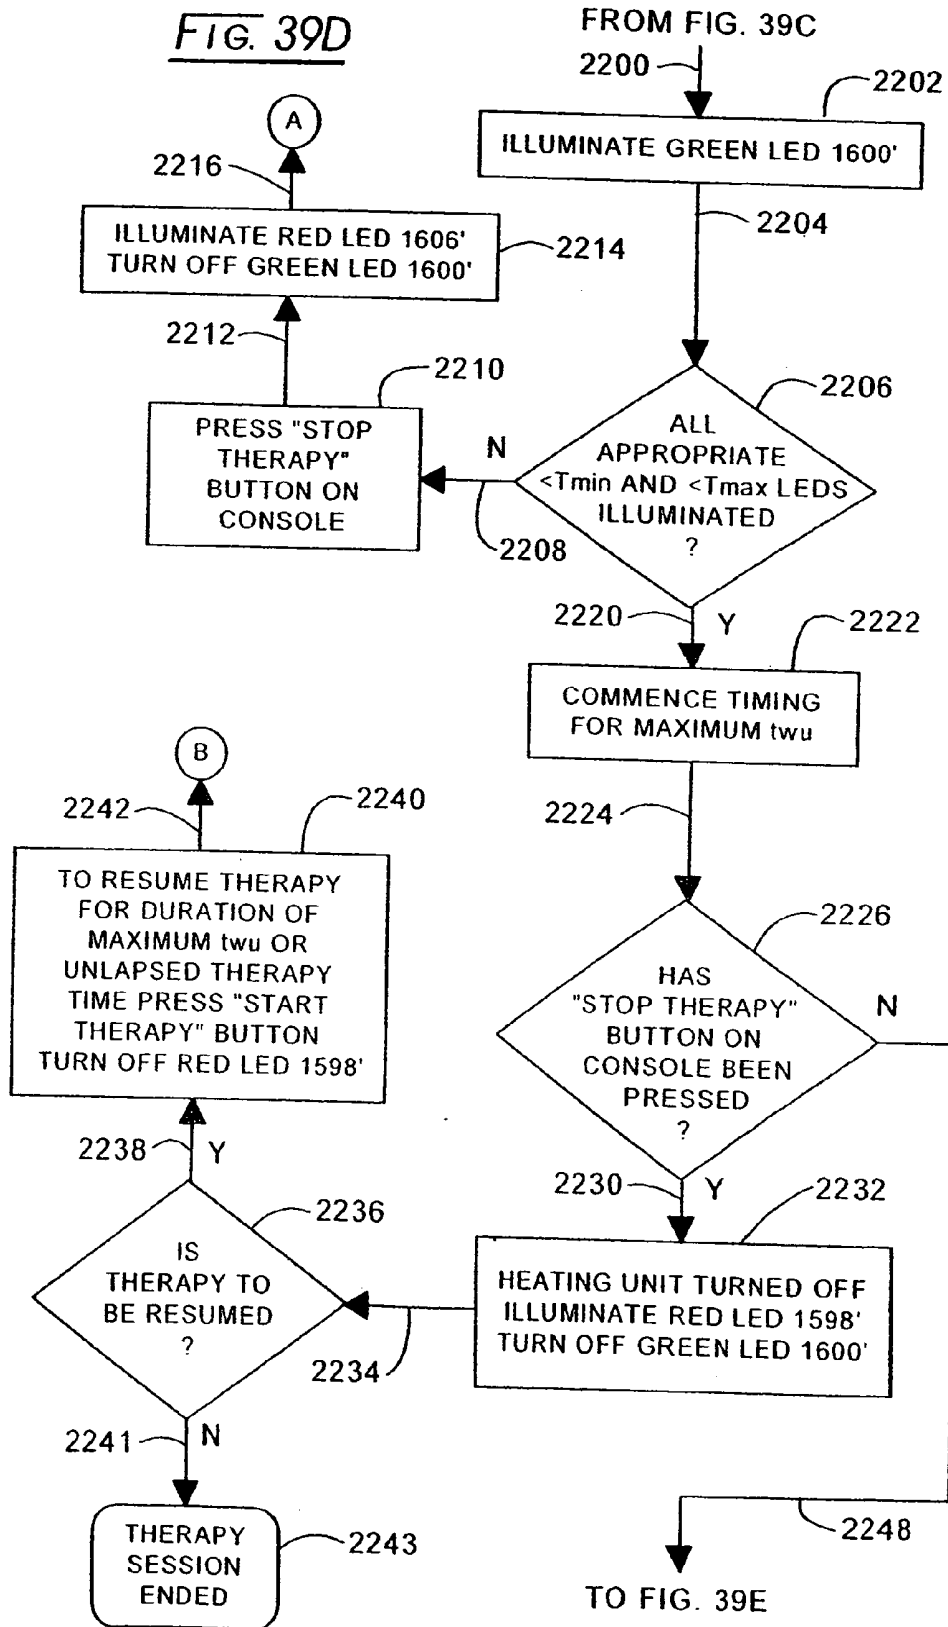 FIG. 39D
FROM FIG. 39C
2200
2202
ILLUMINATE GREEN LED 1600'
2204
A
2216
ILLUMINATE RED LED 1606'
TURN OFF GREEN LED 1600'
2214
2212
2210
PRESS "STOP
THERAPY"
BUTTON ON
CONSOLE
N
2208
2206
ALL
APPROPRIATE
<Tmin AND <Tmax LEDS
ILLUMINATED
?
2220
Y
2222
COMMENCE TIMING
FOR MAXIMUM twu
2224
2226
HAS
"STOP THERAPY"
BUTTON ON
CONSOLE BEEN
PRESSED
?
N
2230
Y
2232
HEATING UNIT TURNED OFF
ILLUMINATE RED LED 1598'
TURN OFF GREEN LED 1600'
2234
B
2242
2240
TO RESUME THERAPY
FOR DURATION OF
MAXIMUM twu OR
UNLAPSED THERAPY
TIME PRESS "START
THERAPY" BUTTON
TURN OFF RED LED 1598'
2238
Y
2236
IS
THERAPY TO
BE RESUMED
?
2241
N
THERAPY
SESSION
ENDED
2243
2248
TO FIG. 39E